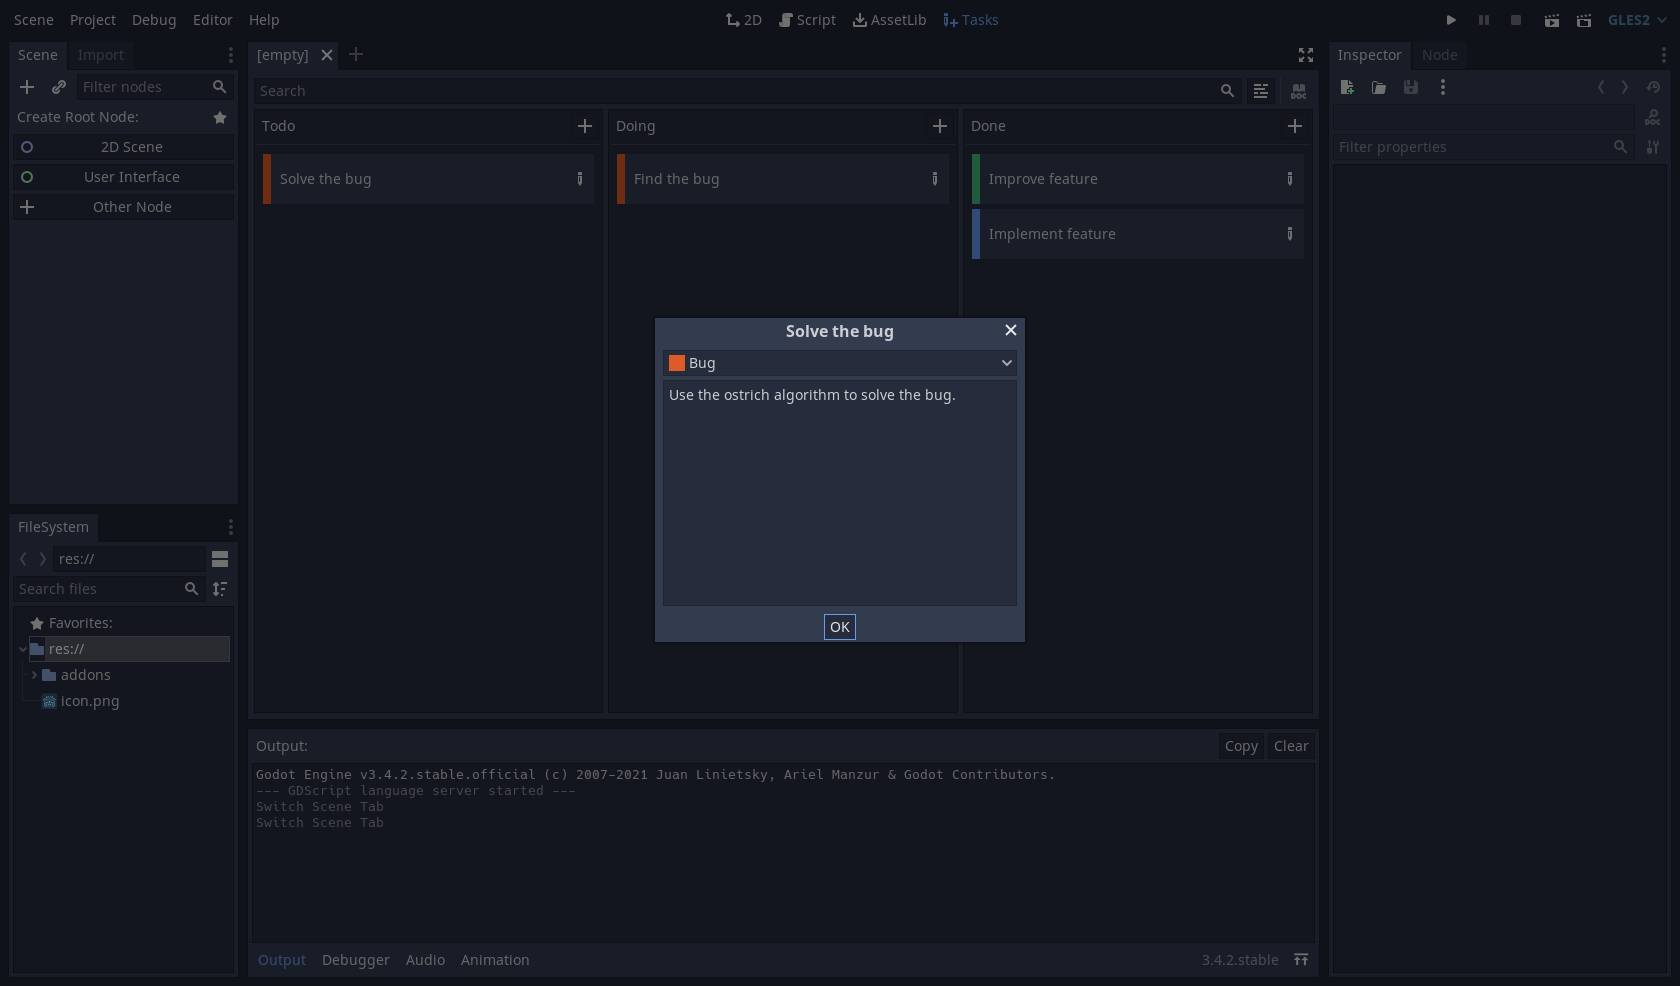 Scene Project Debug Editor Help
2D Script AssetLib Tasks
GLES2
Scene Import
Filter nodes
Create Root Node:
2D Scene
User Interface
Other Node
FileSystem
res://
Search files
Favorites:
res://
addons
icon.png
[empty]
Search
DOC
Todo
Solve the bug
Doing
Find the bug
Done
Improve feature
Implement feature
Solve the bug
Bug
Use the ostrich algorithm to solve the bug.
OK
Output:
Copy Clear
Godot Engine v3.4.2.stable.official (c) 2007-2021 Juan Linietsky, Ariel Manzur & Godot Contributors.
--- GDScript language server started ---
Switch Scene Tab
Switch Scene Tab
Output Debugger Audio Animation
3.4.2.stable
Inspector Node
DOC
Filter properties